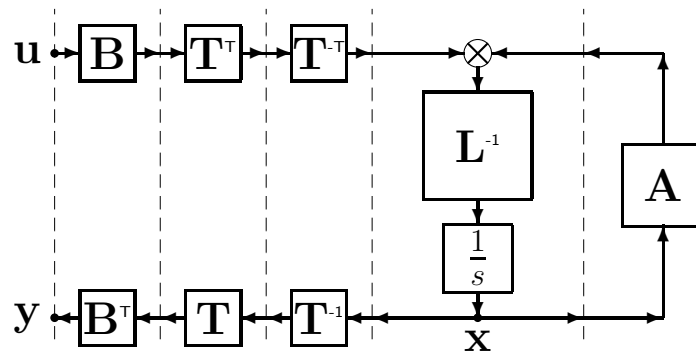 u B Tᵀ T⁻ᵀ
L⁻¹
A
1/s
y Bᵀ T T⁻¹
x